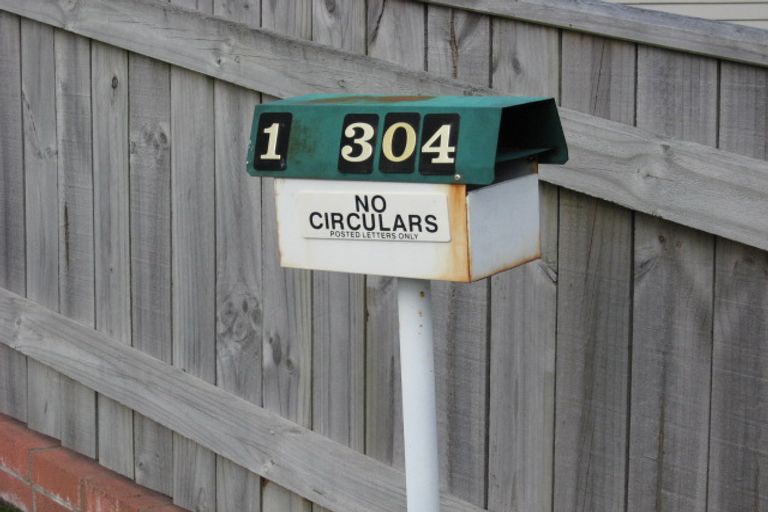 1 304
NO
CIRCULARS
POSTED LETTERS ONLY